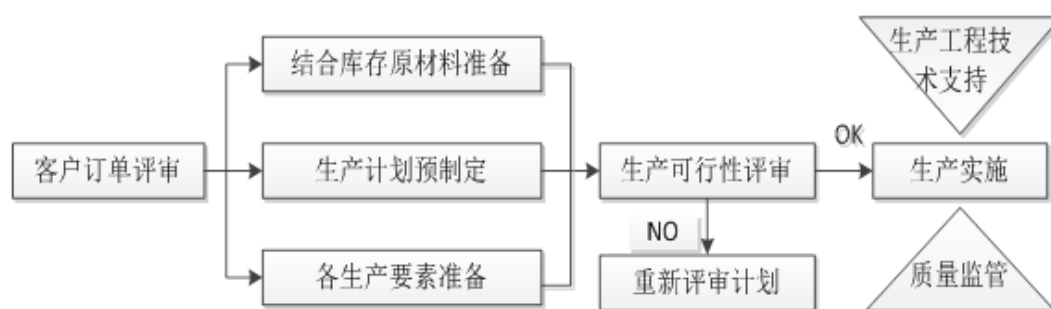 结合库存原材料准备
生产工程技
术支持
客户订单评审
生产计划预制定
生产可行性评审
OK
生产实施
NO
各生产要素准备
重新评审计划
质量监管